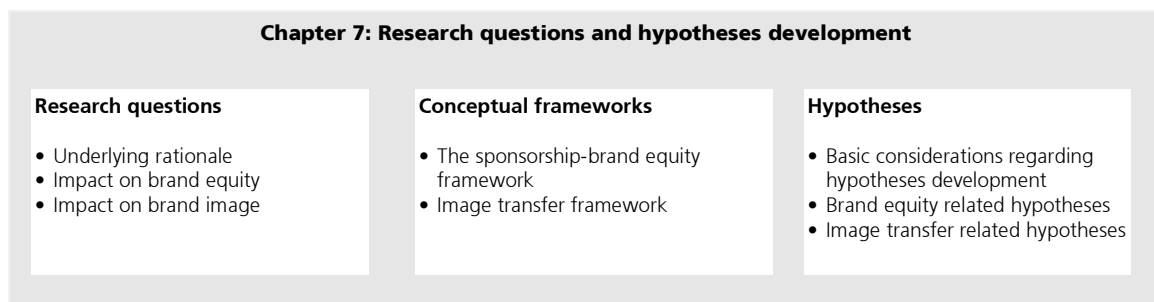 Chapter 7: Research questions and hypotheses development
Research questions
• Underlying rationale
• Impact on brand equity
• Impact on brand image
Conceptual frameworks
• The sponsorship-brand equity
framework
• Image transfer framework
Hypotheses
• Basic considerations regarding
hypotheses development
• Brand equity related hypotheses
• Image transfer related hypotheses